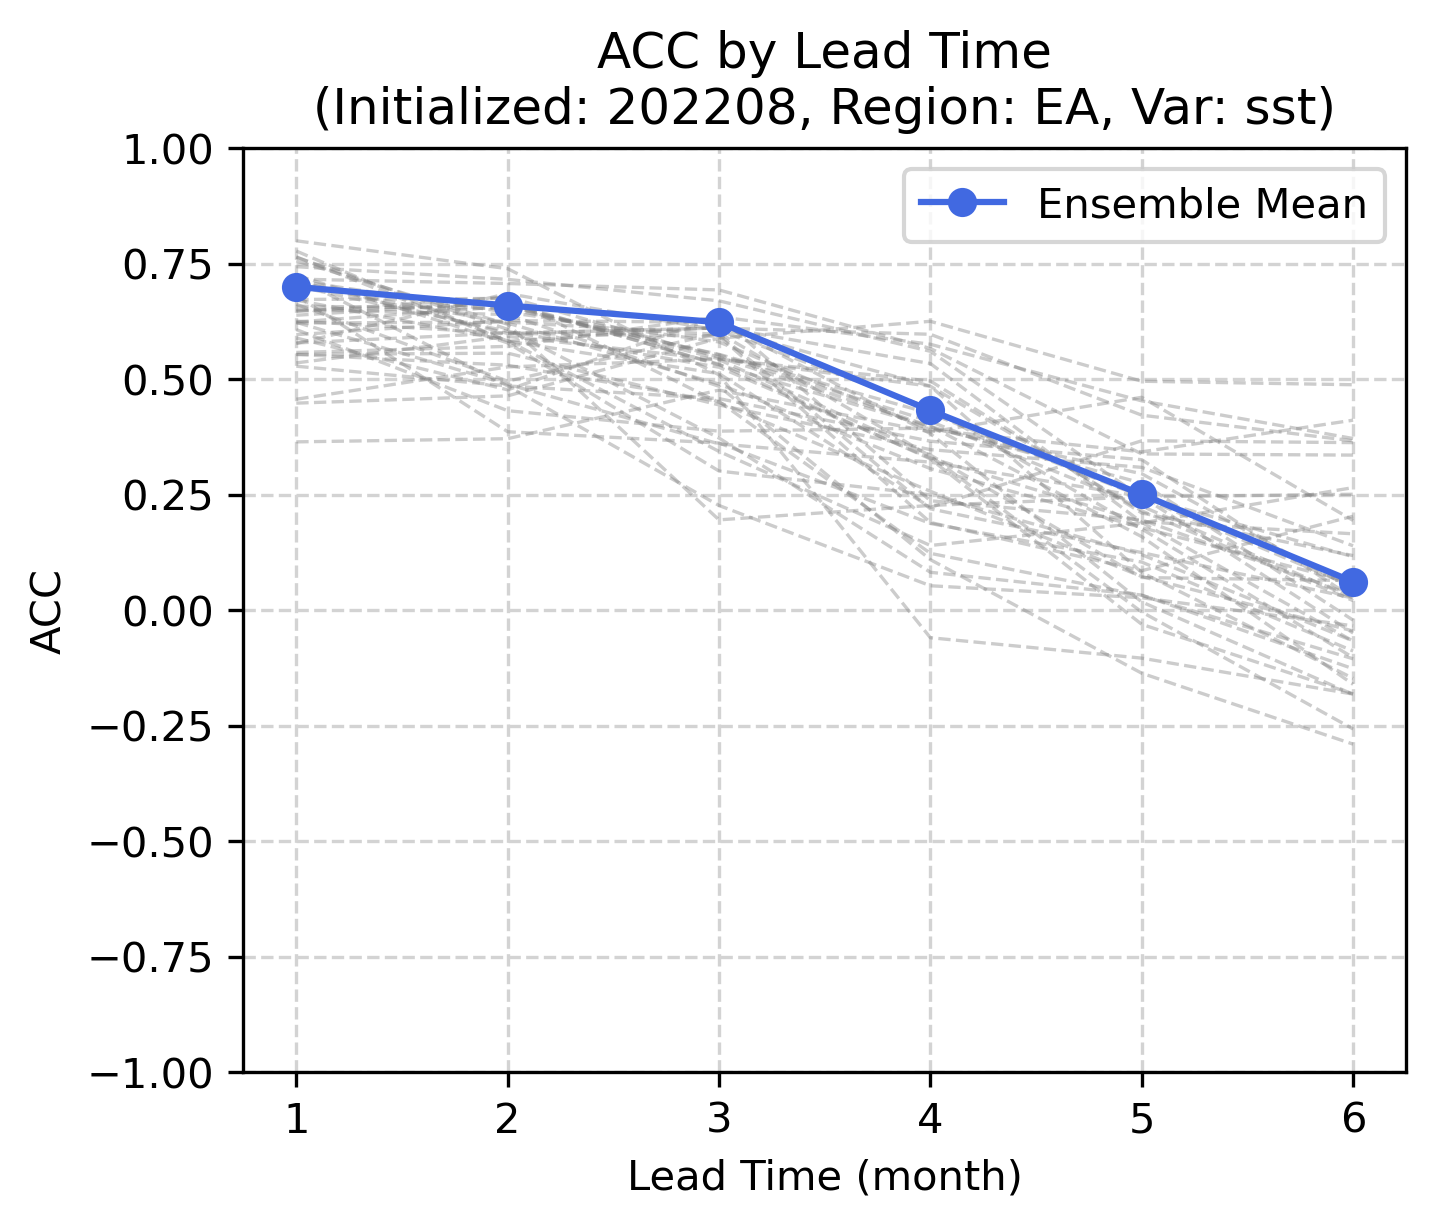 ACC by Lead Time
(Initialized: 202208, Region: EA, Var: sst)
Ensemble Mean
1.00
0.75
0.50
0.25
0.00
−0.25
−0.50
−0.75
−1.00
ACC
1 2 3 4 5 6
Lead Time (month)